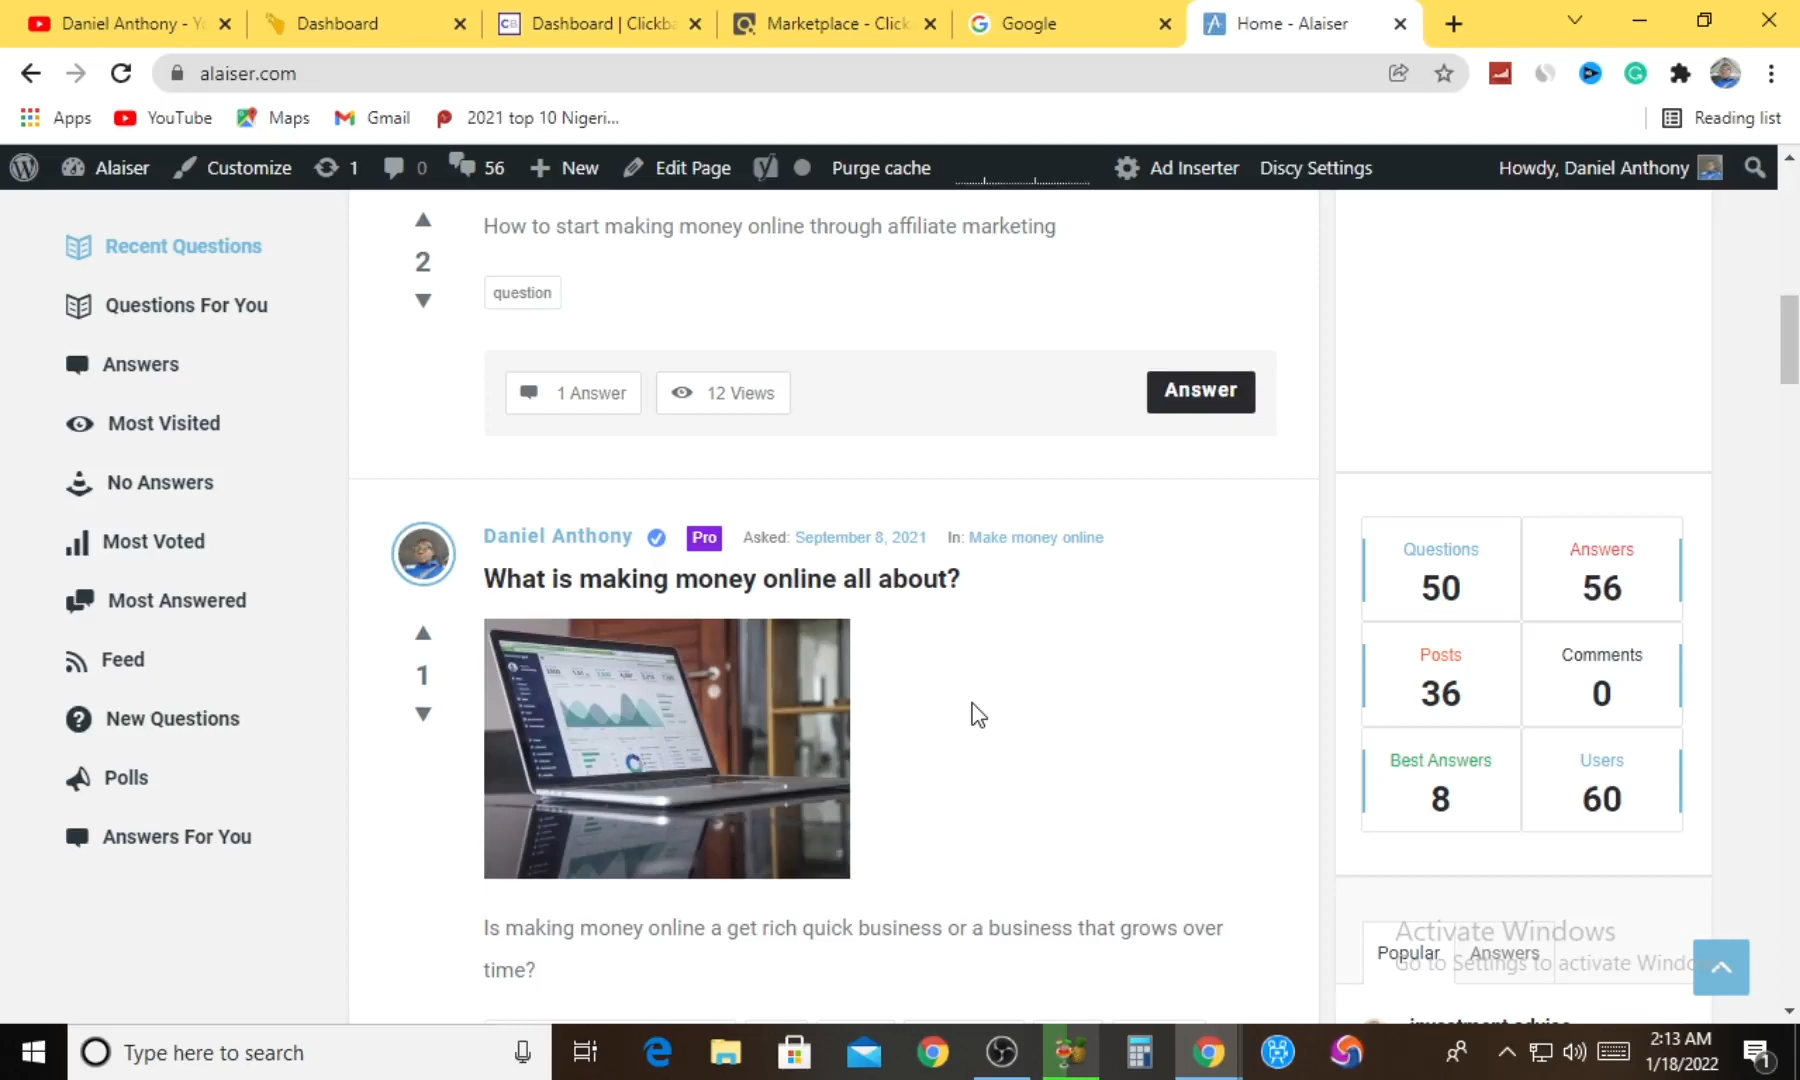 Daniel Anthony - Yo
Dashboard
CB
Dashboard | Clickba
Marketplace - Click
Google
Home - Alaiser
alaiser.com
Apps
YouTube
Maps
Gmail
2021 top 10 Nigeri...
Reading list
Alaiser
Customize
1
0
56
New
Edit Page
Purge cache
Ad Inserter
Discy Settings
Howdy, Daniel Anthony
Recent Questions
Questions For You
Answers
Most Visited
No Answers
Most Voted
Most Answered
Feed
New Questions
Polls
Answers For You
2
How to start making money online through affiliate marketing
question
1 Answer
12 Views
Answer
Daniel Anthony
Pro
Asked: September 8, 2021
In: Make money online
What is making money online all about?
1
Is making money online a get rich quick business or a business that grows over
time?
Questions
50
Answers
56
Posts
36
Comments
0
Best Answers
8
Users
60
Activate Windows
Go to Settings to activate Windo
Popular
Answers
investment advise
Type here to search
2:13 AM
1/18/2022
1